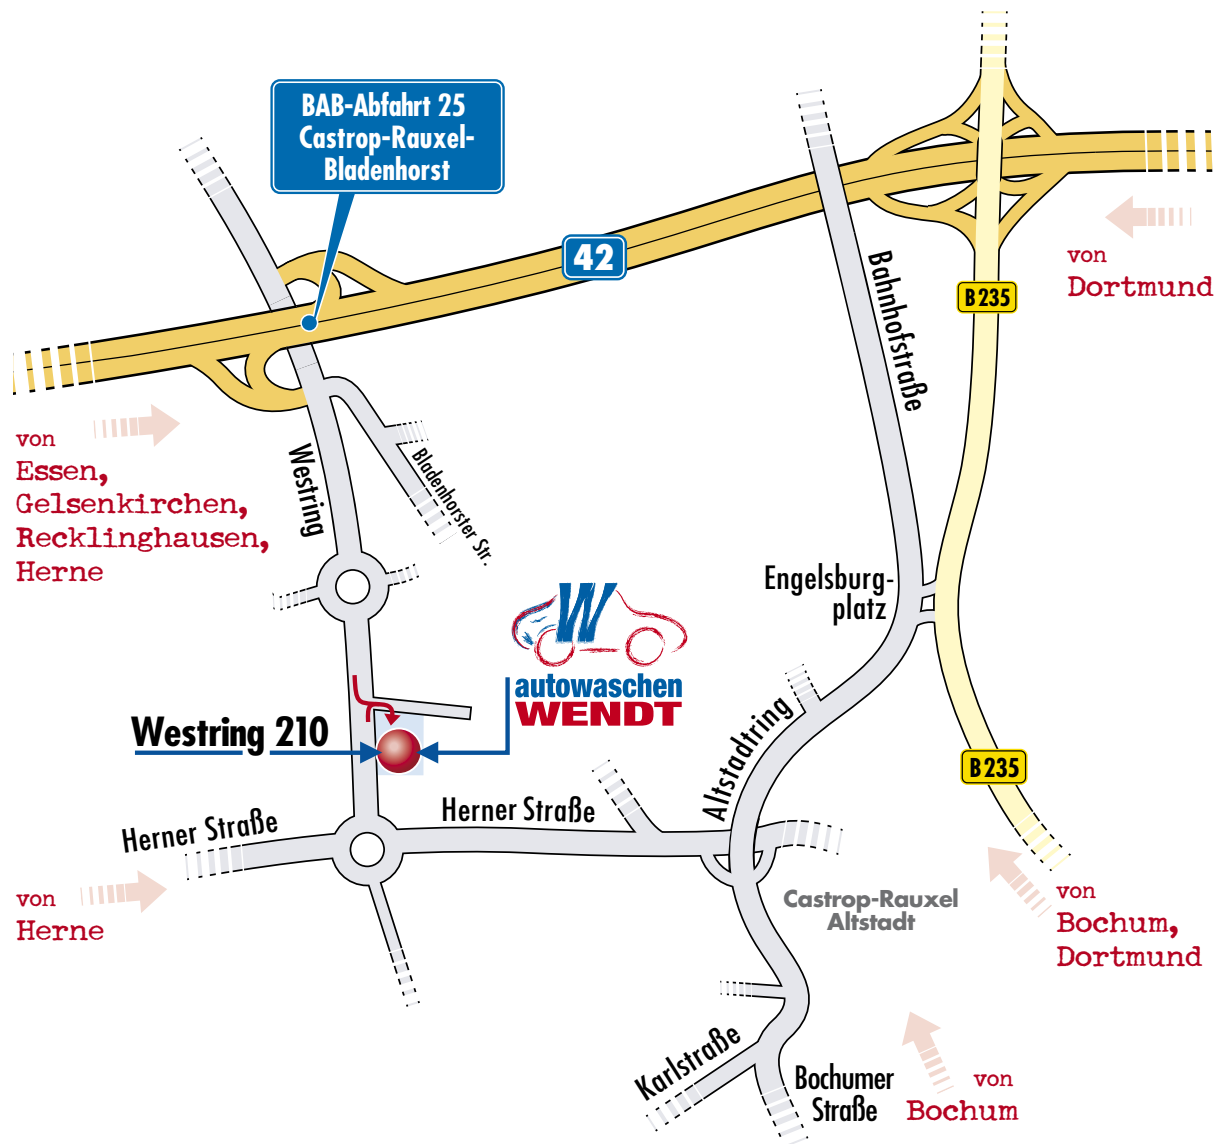 BAB-Abfahrt 25
Castrop-Rauxel-
Bladenhorst
42
von
Dortmund
B 235
Bahnhofstraße
von
Essen,
Gelsenkirchen,
Recklinghausen,
Herne
Westring
Bladenhorster Str.
Engelsburg-
platz
W
autowaschen
WENDT
Westring 210
Altstadtring
B 235
Herner Straße
Herner Straße
von
Herne
Castrop-Rauxel
Altstadt
von
Bochum,
Dortmund
Karlstraße
Bochumer
Straße
von
Bochum